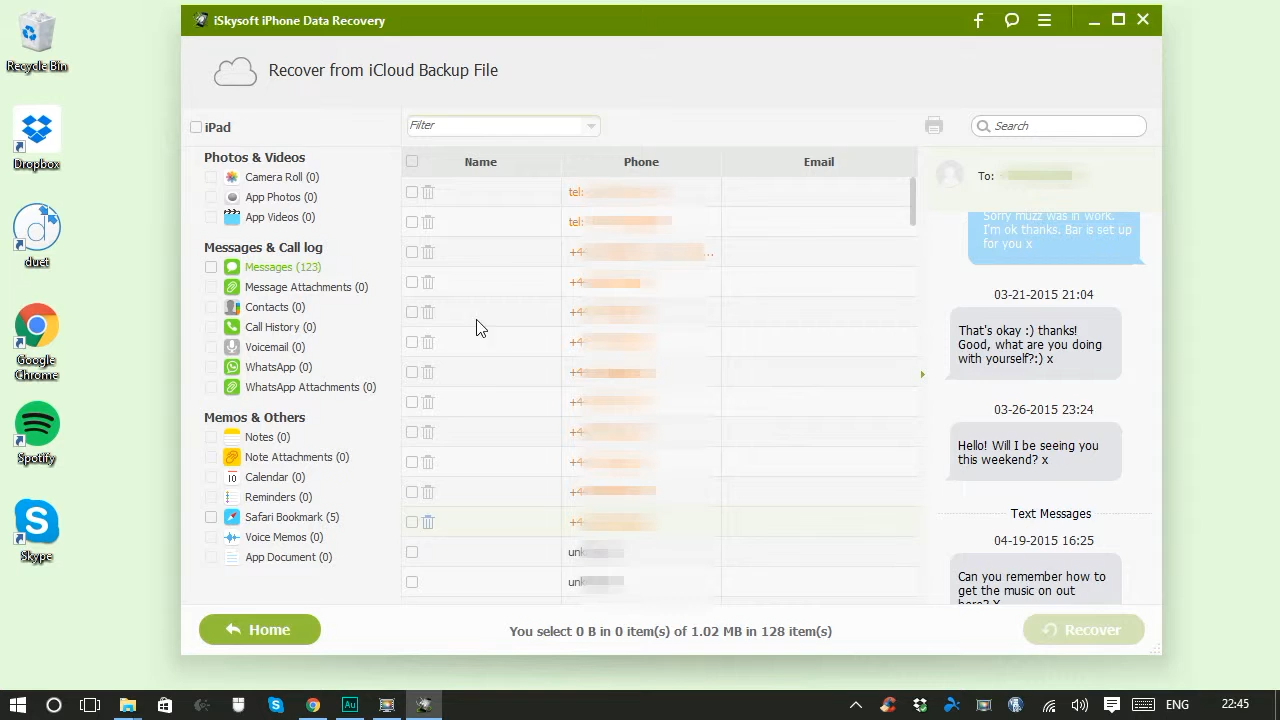 Recycle Bin
Dropbox
duet
Google
Chrome
Spotify
Skype
iSkysoft iPhone Data Recovery
Recover from iCloud Backup File
iPad
Photos & Videos
Camera Roll (0)
App Photos (0)
App Videos (0)
Messages & Call log
Messages (123)
Message Attachments (0)
Contacts (0)
Call History (0)
Voicemail (0)
WhatsApp (0)
WhatsApp Attachments (0)
Memos & Others
Notes (0)
Note Attachments (0)
10
Calendar (0)
Reminders (0)
Safari Bookmark (5)
Voice Memos (0)
App Document (0)
Filter
Search
Name Phone Email
tel:
tel:
...
To:
Sorry muzz was in work.
I'm ok thanks. Bar is set up
for you x
03-21-2015 21:04
That's okay :) thanks!
Good, what are you doing
with yourself?:) x
03-26-2015 23:24
Hello! Will I be seeing you
this weekend? x
Text Messages
04-19-2015 16:25
Can you remember how to
get the music on out
here? X
Home
You select 0 B in 0 item(s) of 1.02 MB in 128 item(s)
Recover
Au
ENG
22:45